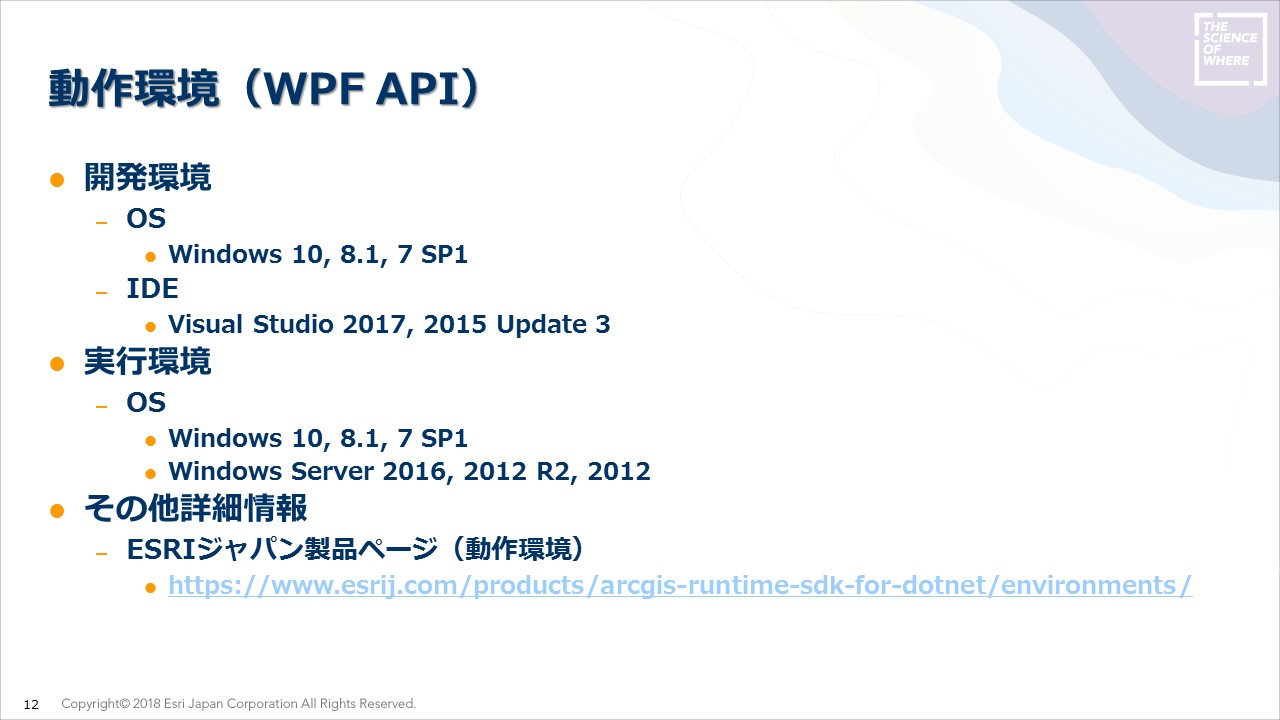 THE
SCIENCE
OF
WHERE
動作環境（WPF API）
● 開発環境
– OS
● Windows 10, 8.1, 7 SP1
– IDE
● Visual Studio 2017, 2015 Update 3
● 実行環境
– OS
● Windows 10, 8.1, 7 SP1
● Windows Server 2016, 2012 R2, 2012
● その他詳細情報
– ESRIジャパン製品ページ（動作環境）
● https://www.esrij.com/products/arcgis-runtime-sdk-for-dotnet/environments/
12 Copyright© 2018 Esri Japan Corporation All Rights Reserved.